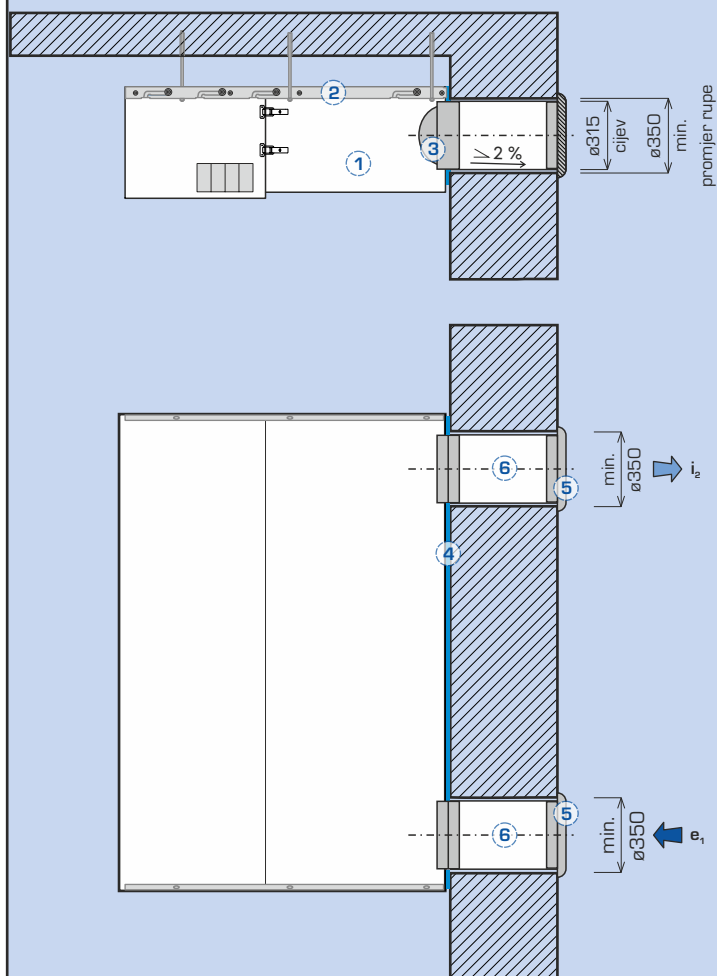 2
1
3
2 %
ø315
cijev
ø350
min.
promjer rupe
6
5
min.
ø350
i₂
4
6
5
min.
ø350
e₁